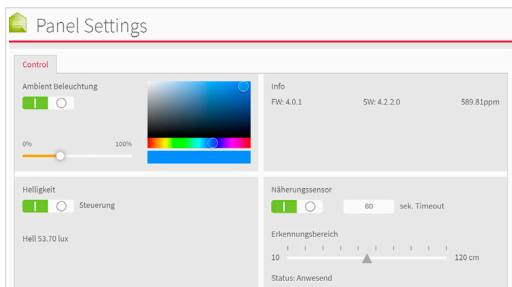 Panel Settings
Control
Ambient Beleuchtung
0% 100%
Info
FW: 4.0.1 SW: 4.2.2.0 589.81ppm
Helligkeit
Steuerung
Hell 53.70 lux
Näherungssensor
60 sek. Timeout
Erkennungsbereich
10 120 cm
Status: Anwesend